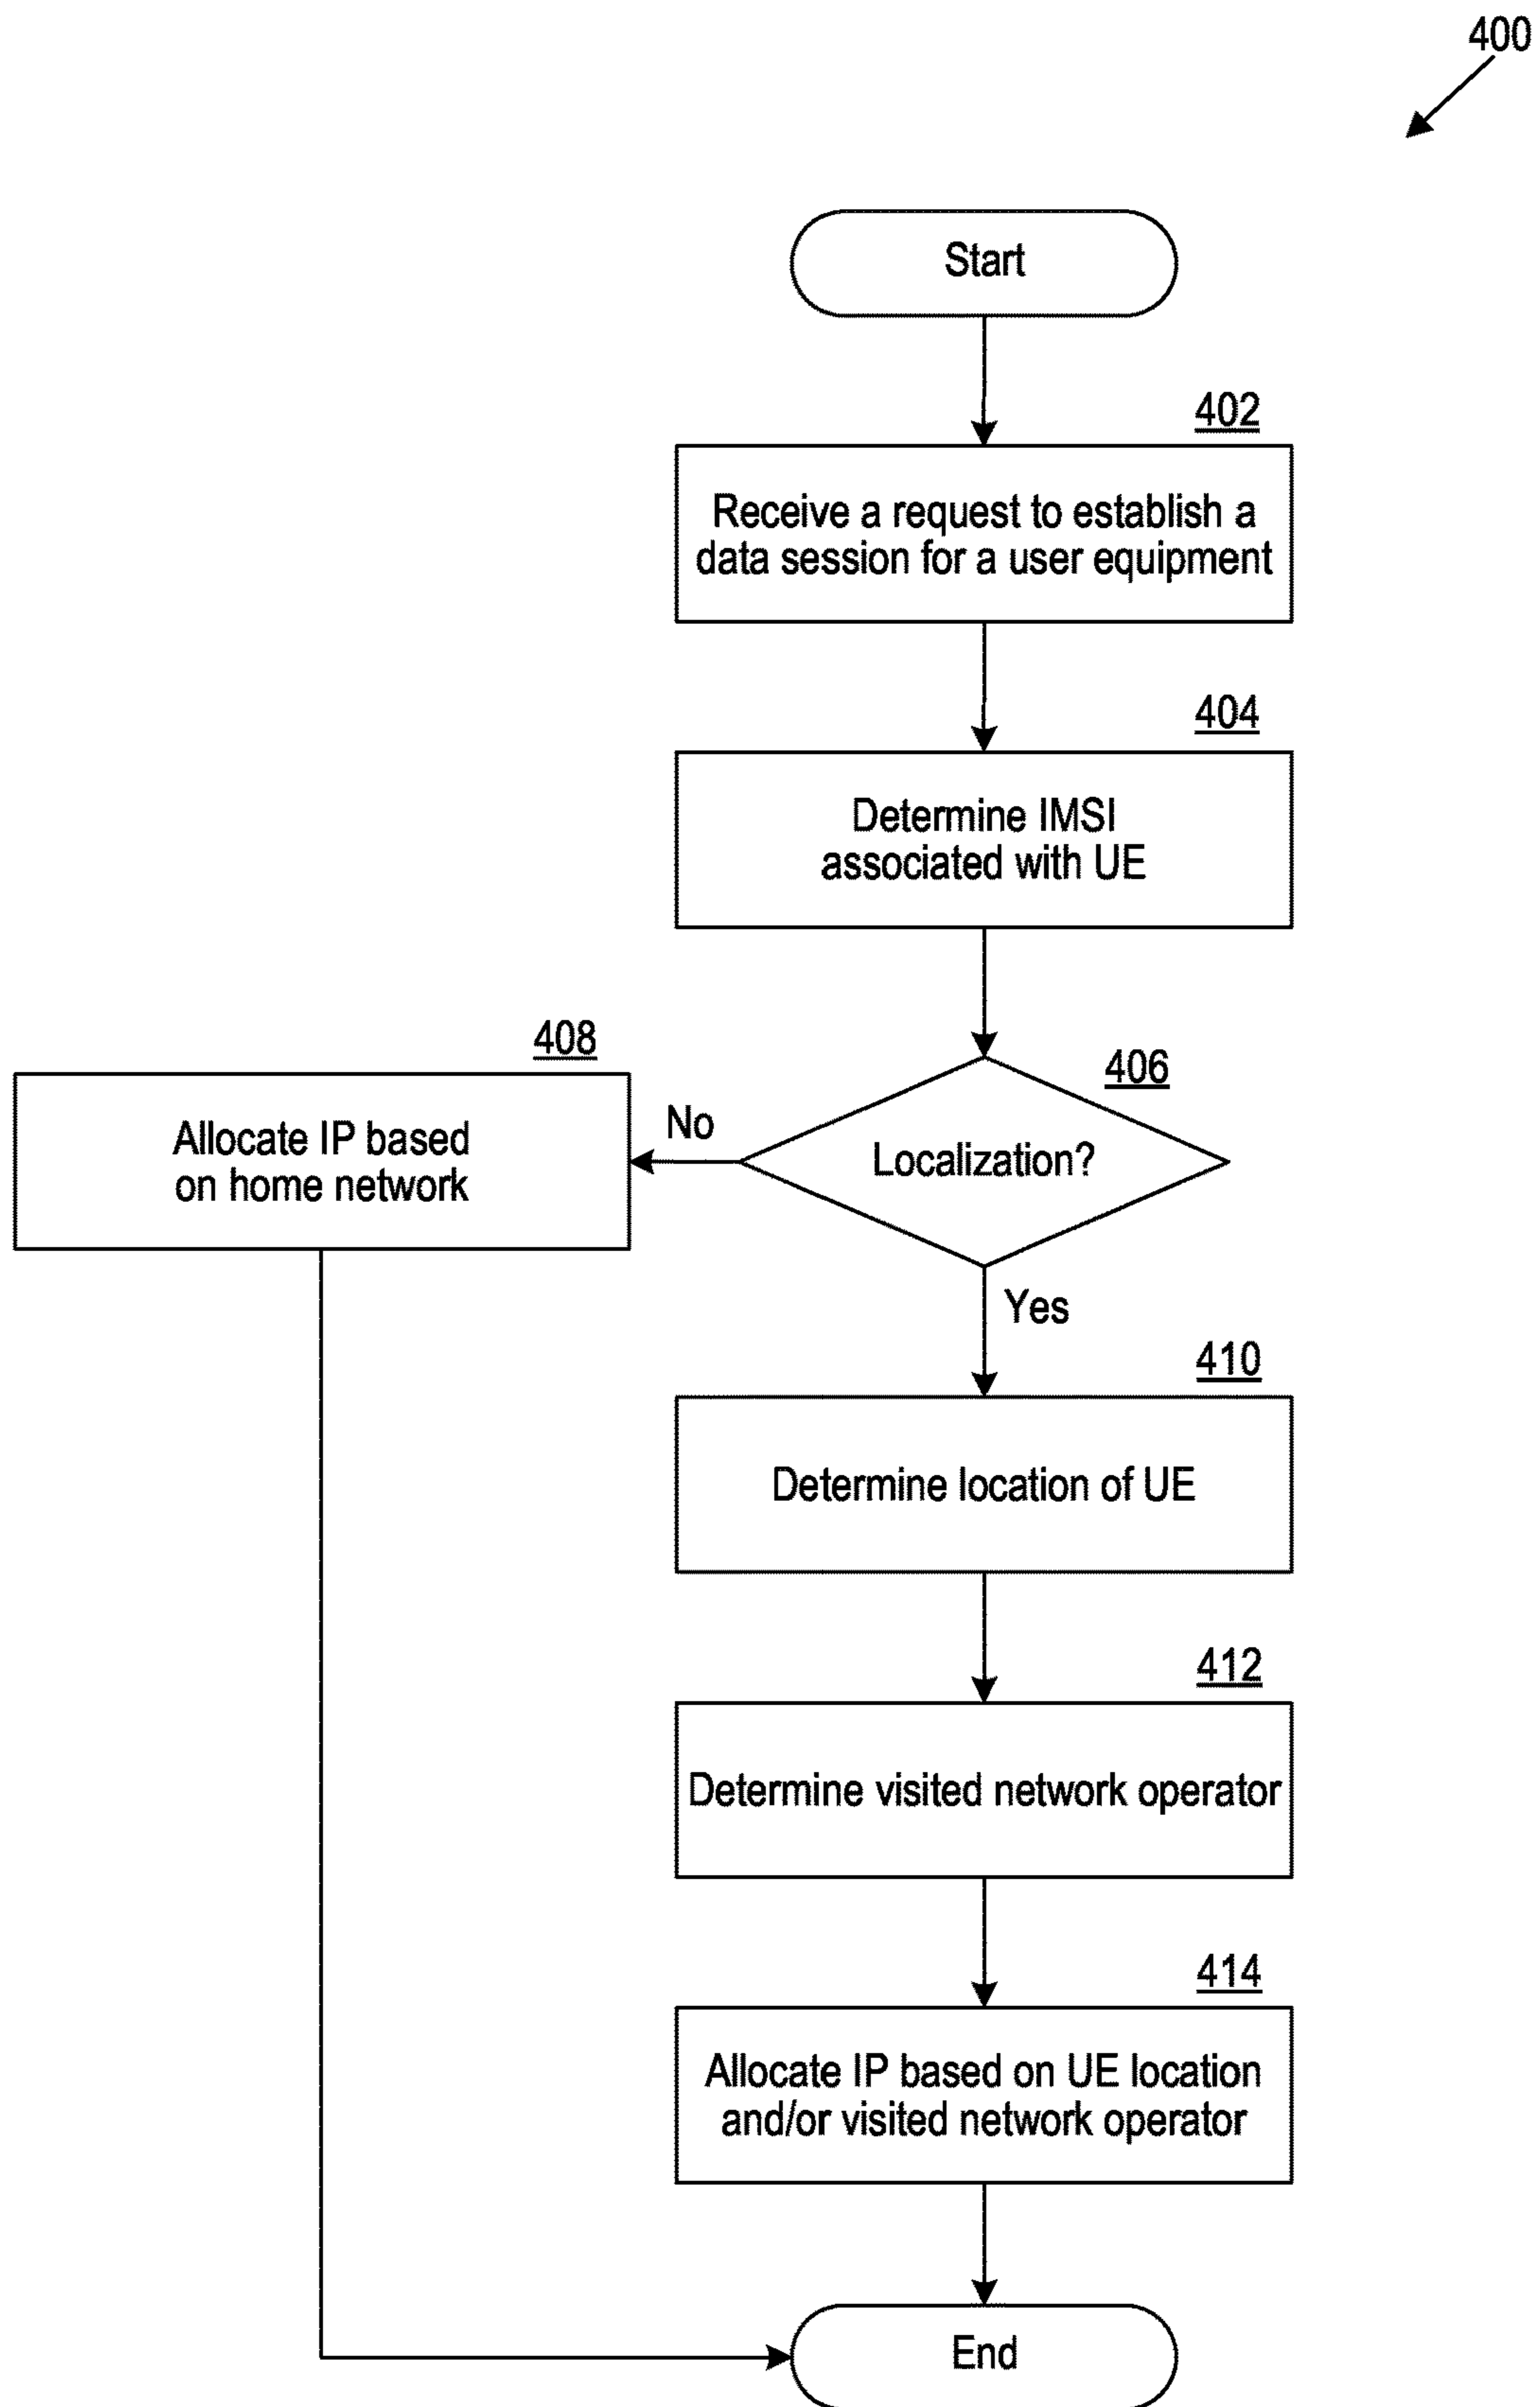 400
Start
402
Receive a request to establish a
data session for a user equipment
404
Determine IMSI
associated with UE
406
Localization?
No
408
Allocate IP based
on home network
Yes
410
Determine location of UE
412
Determine visited network operator
414
Allocate IP based on UE location
and/or visited network operator
End